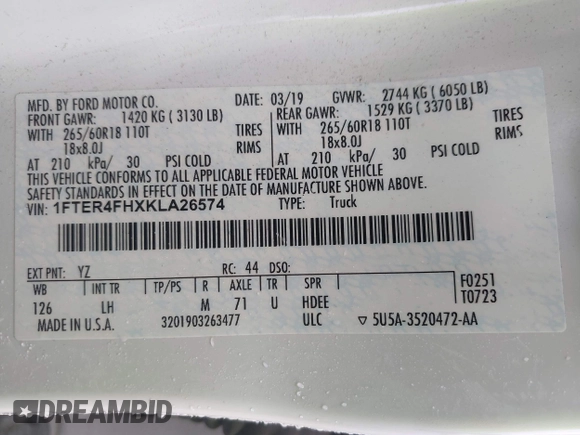 MFD. BY FORD MOTOR CO.
DATE: 03/19
GVWR: 2744 KG ( 6050 LB)
FRONT GAWR: 1420 KG ( 3130 LB)
REAR GAWR: 1529 KG ( 3370 LB)
WITH 265/60R18 110T TIRES
WITH 265/60R18 110T TIRES
18x8.0J RIMS
18x8.0J RIMS
AT 210 kPa/ 30 PSI COLD
AT 210 kPa/ 30 PSI COLD
THIS VEHICLE CONFORMS TO ALL APPLICABLE FEDERAL MOTOR VEHICLE
SAFETY STANDARDS IN EFFECT ON THE DATE OF MANUFACTURE SHOWN ABOVE.
VIN: 1FTER4FHXKLA26574
TYPE: Truck
EXT PNT: YZ RC: 44 DSO:
WB INT TR TP/PS R AXLE TR SPR
126 LH M 71 U HDEE
F0251
T0723
MADE IN U.S.A. 3201903263477 ULC ▽ 5U5A-3520472-AA
DREAMBID